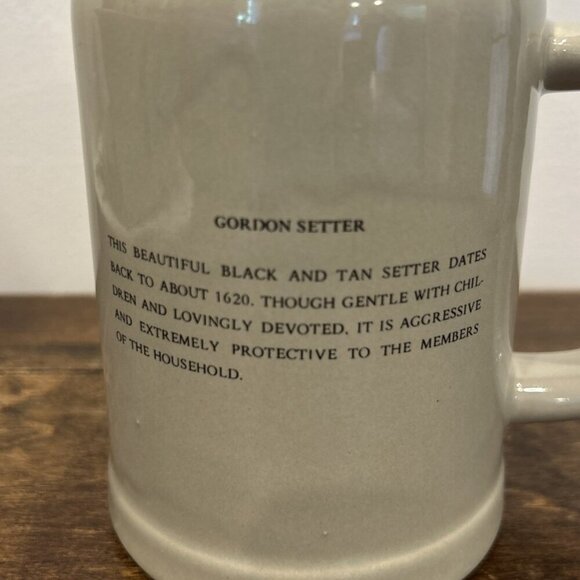 GORDON SETTER
THIS BEAUTIFUL BLACK AND TAN SETTER DATES
BACK TO ABOUT 1620. THOUGH GENTLE WITH CHIL-
DREN AND LOVINGLY DEVOTED, IT IS AGGRESSIVE
AND EXTREMELY PROTECTIVE TO THE MEMBERS
OF THE HOUSEHOLD.